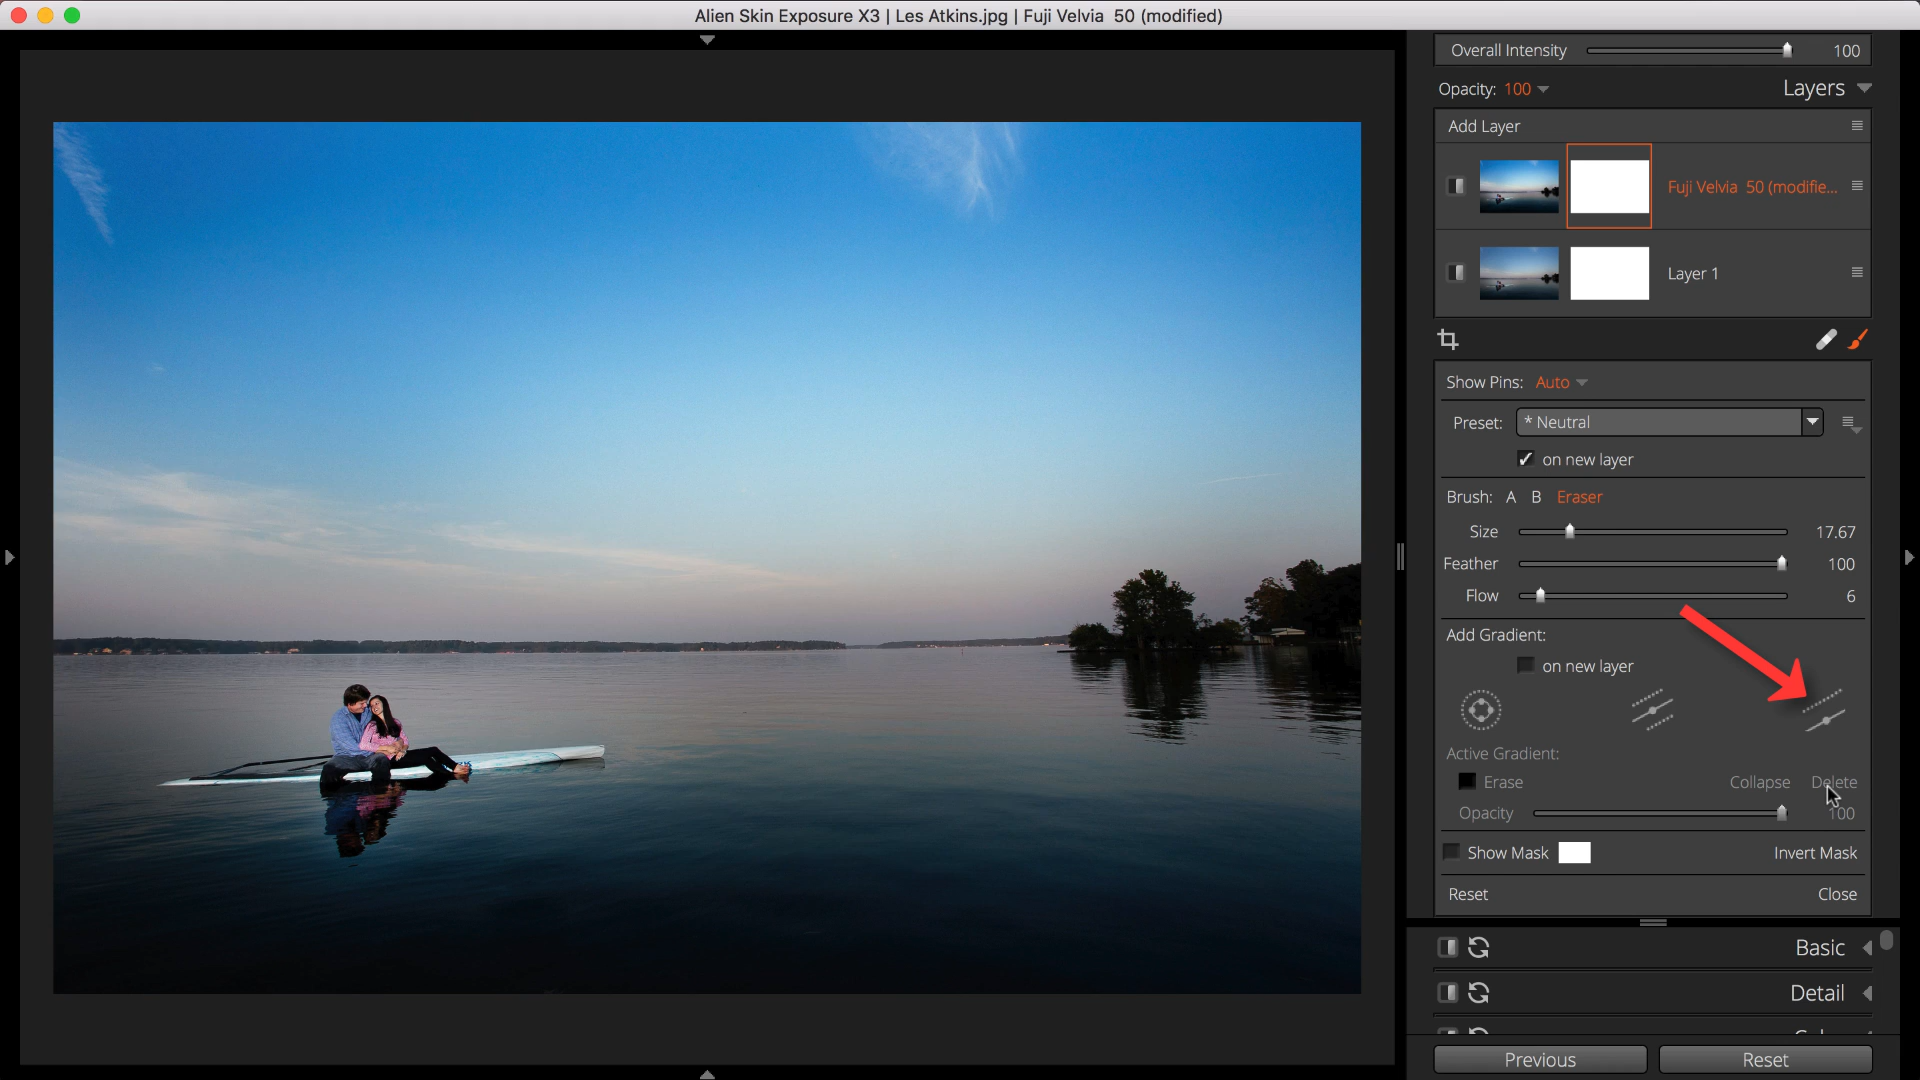 Alien Skin Exposure X3 | Les Atkins.jpg | Fuji Velvia 50 (modified)
Overall Intensity 100
Opacity: 100 Layers
Add Layer
Fuji Velvia 50 (modifie...
Layer 1
Show Pins: Auto
Preset: * Neutral
on new layer
Brush: A B Eraser
Size 17.67
Feather 100
Flow 6
Add Gradient:
on new layer
Active Gradient:
Erase Collapse Delete
Opacity 100
Show Mask Invert Mask
Reset Close
Basic
Detail
Previous Reset